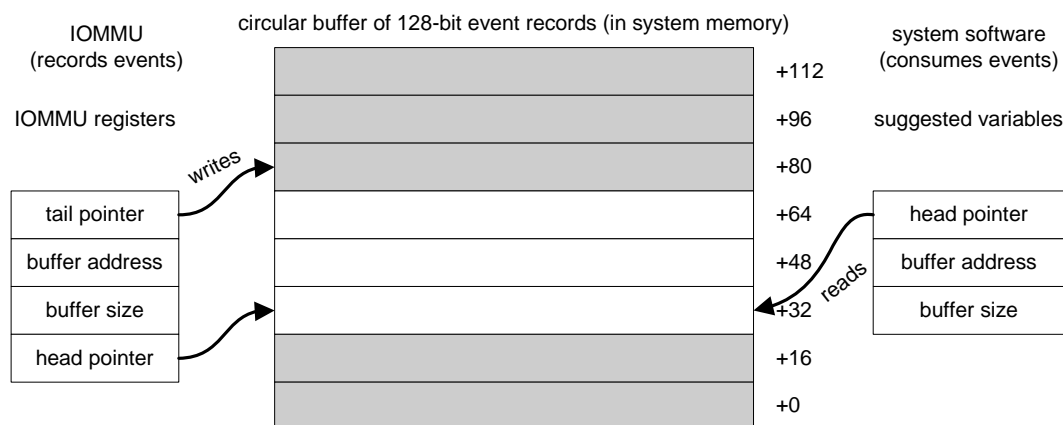 circular buffer of 128-bit event records (in system memory)
IOMMU
(records events)
IOMMU registers
writes
tail pointer
buffer address
buffer size
head pointer
+112
+96
+80
+64
+48
+32
+16
+0
system software
(consumes events)
suggested variables
head pointer
buffer address
buffer size
reads